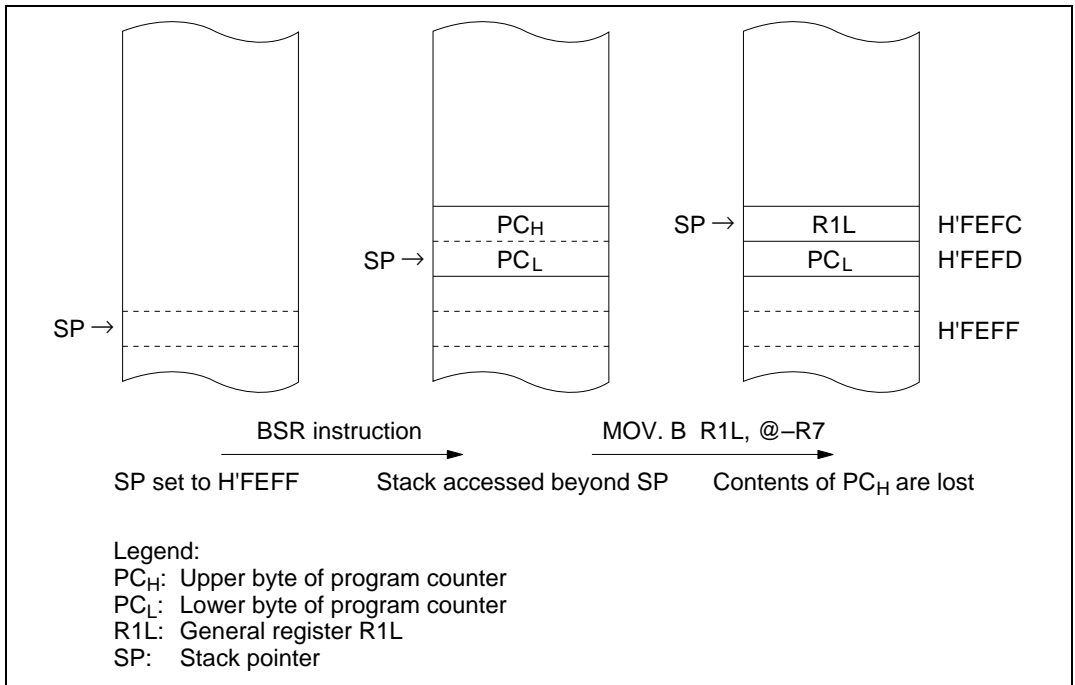 PCH
SP → R1L H'FEFC
SP → PCL PCL H'FEFD
SP → H'FEFF
BSR instruction MOV. B R1L, @–R7
SP set to H'FEFF Stack accessed beyond SP Contents of PCH are lost
Legend:
PCH: Upper byte of program counter
PCL: Lower byte of program counter
R1L: General register R1L
SP: Stack pointer